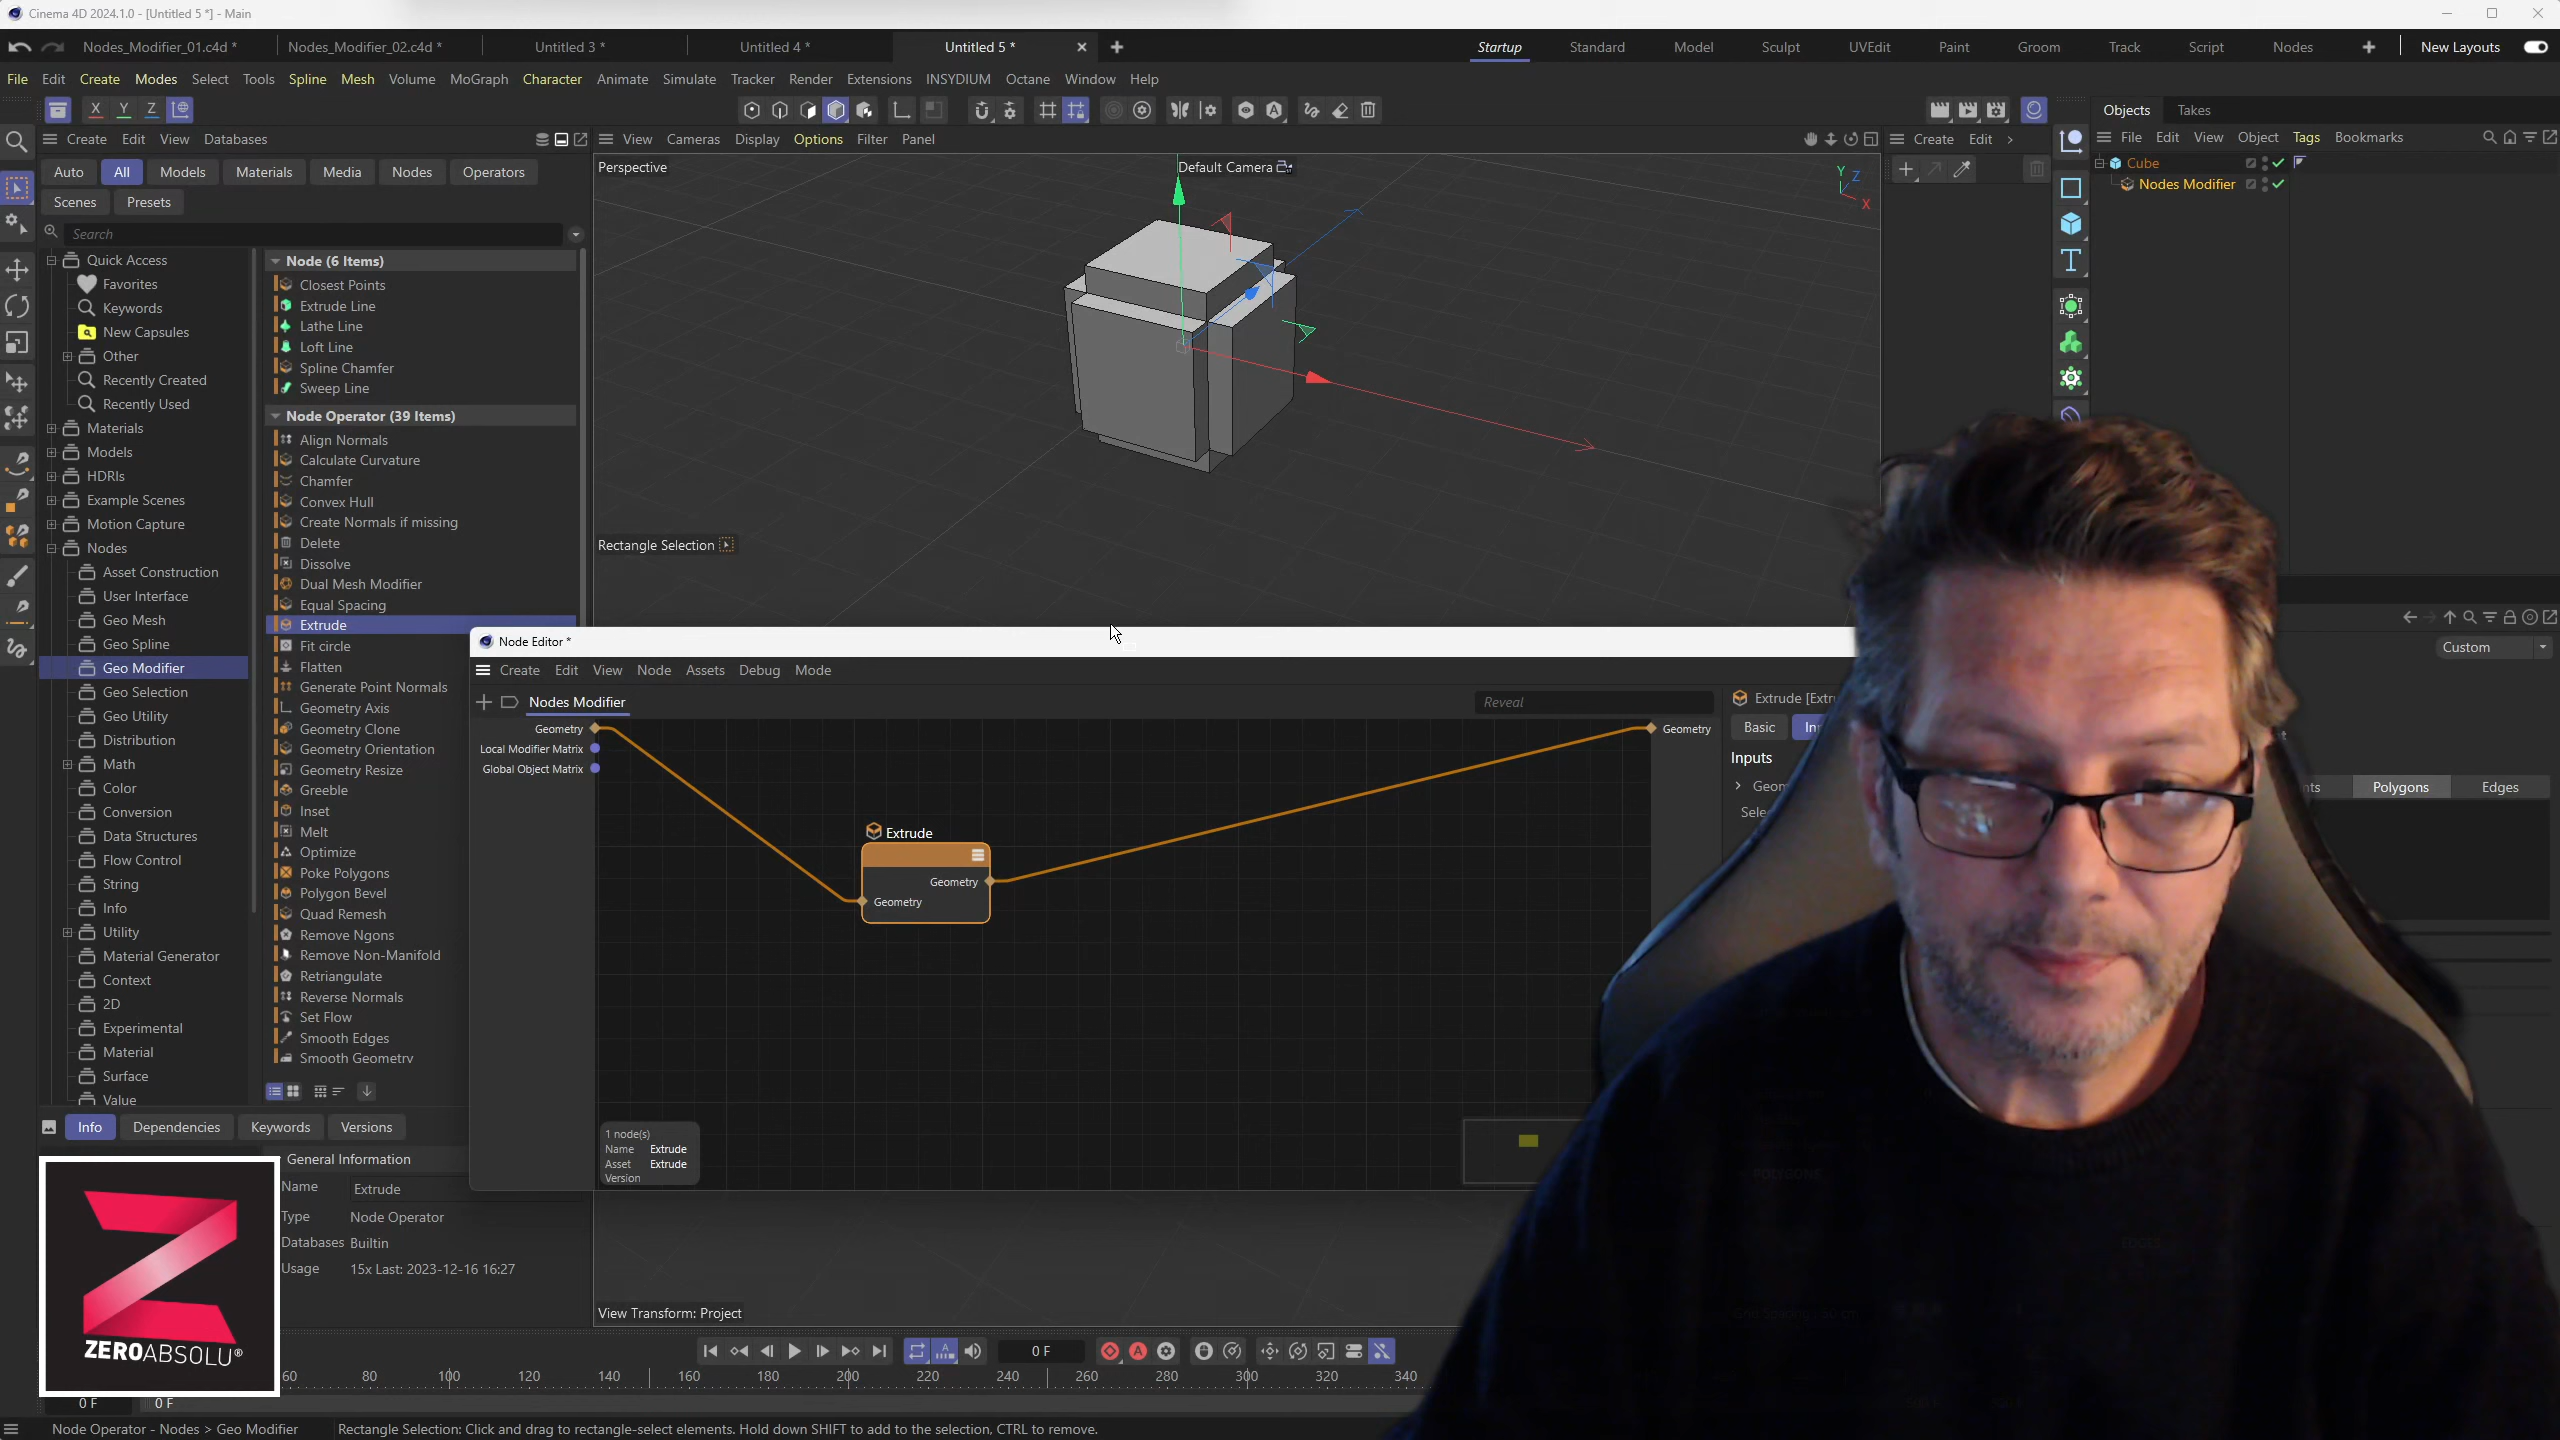 Cinema 4D 2024.1.0 - [Untitled 5 *] - Main
Nodes_Modifier_01.c4d * Nodes_Modifier_02.c4d * Untitled 3 * Untitled 4 * Untitled 5 * Startup Standard Model Sculpt UVEdit Paint Groom Track Script Nodes New Layouts
File Edit Create Modes Select Tools Spline Mesh Volume MoGraph Character Animate Simulate Tracker Render Extensions INSYDIUM Octane Window Help
X Y Z
Objects Takes
Create Edit View Databases
View Cameras Display Options Filter Panel
Create Edit
File Edit View Object Tags Bookmarks
Auto All Models Materials Media Nodes Operators
Scenes Presets
Search
Perspective
Default Camera
Y Z X
Cube
Nodes Modifier
Quick Access
Favorites
Keywords
New Capsules
Other
Recently Created
Recently Used
Materials
Models
HDRIs
Example Scenes
Motion Capture
Nodes
Asset Construction
User Interface
Geo Mesh
Geo Spline
Geo Modifier
Geo Selection
Geo Utility
Distribution
Math
Color
Conversion
Data Structures
Flow Control
String
Info
Utility
Material Generator
Context
2D
Experimental
Material
Surface
Value
Node (6 Items)
Closest Points
Extrude Line
Lathe Line
Loft Line
Spline Chamfer
Sweep Line
Node Operator (39 Items)
Align Normals
Calculate Curvature
Chamfer
Convex Hull
Create Normals if missing
Delete
Dissolve
Dual Mesh Modifier
Equal Spacing
Extrude
Fit circle
Flatten
Generate Point Normals
Geometry Axis
Geometry Clone
Geometry Orientation
Geometry Resize
Greeble
Inset
Melt
Optimize
Poke Polygons
Polygon Bevel
Quad Remesh
Remove Ngons
Remove Non-Manifold
Retriangulate
Reverse Normals
Set Flow
Smooth Edges
Smooth Geometry
Rectangle Selection
Node Editor *
Create Edit View Node Assets Debug Mode
Nodes Modifier
Reveal
Geometry
Local Modifier Matrix
Global Object Matrix
Extrude
Geometry
Geometry
Geometry
1 node(s)
Name Extrude
Asset Extrude
Version
Extrude [Extr
Basic In
Inputs
Geom
Sele
Custom
nts Polygons Edges
Info Dependencies Keywords Versions
General Information
Name Extrude
Type Node Operator
Databases Builtin
Usage 15x Last: 2023-12-16 16:27
ZEROABSOLU®
View Transform: Project
0 F
60 80 100 120 140 160 180 200 220 240 260 280 300 320 340
0 F 0 F
Node Operator - Nodes > Geo Modifier Rectangle Selection: Click and drag to rectangle-select elements. Hold down SHIFT to add to the selection, CTRL to remove.